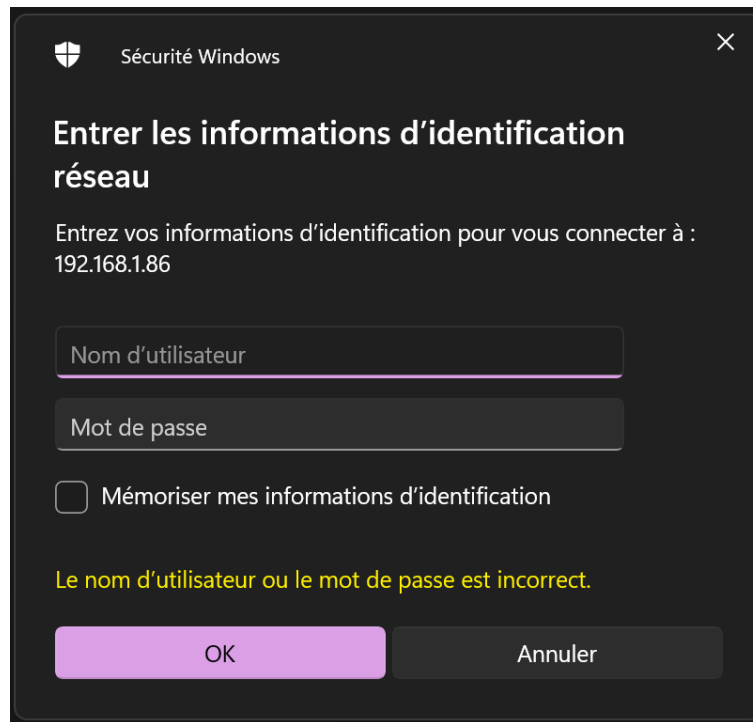 Sécurité Windows
Entrer les informations d’identification
réseau
Entrez vos informations d’identification pour vous connecter à :
192.168.1.86
Nom d’utilisateur
Mot de passe
Mémoriser mes informations d’identification
Le nom d’utilisateur ou le mot de passe est incorrect.
OK
Annuler